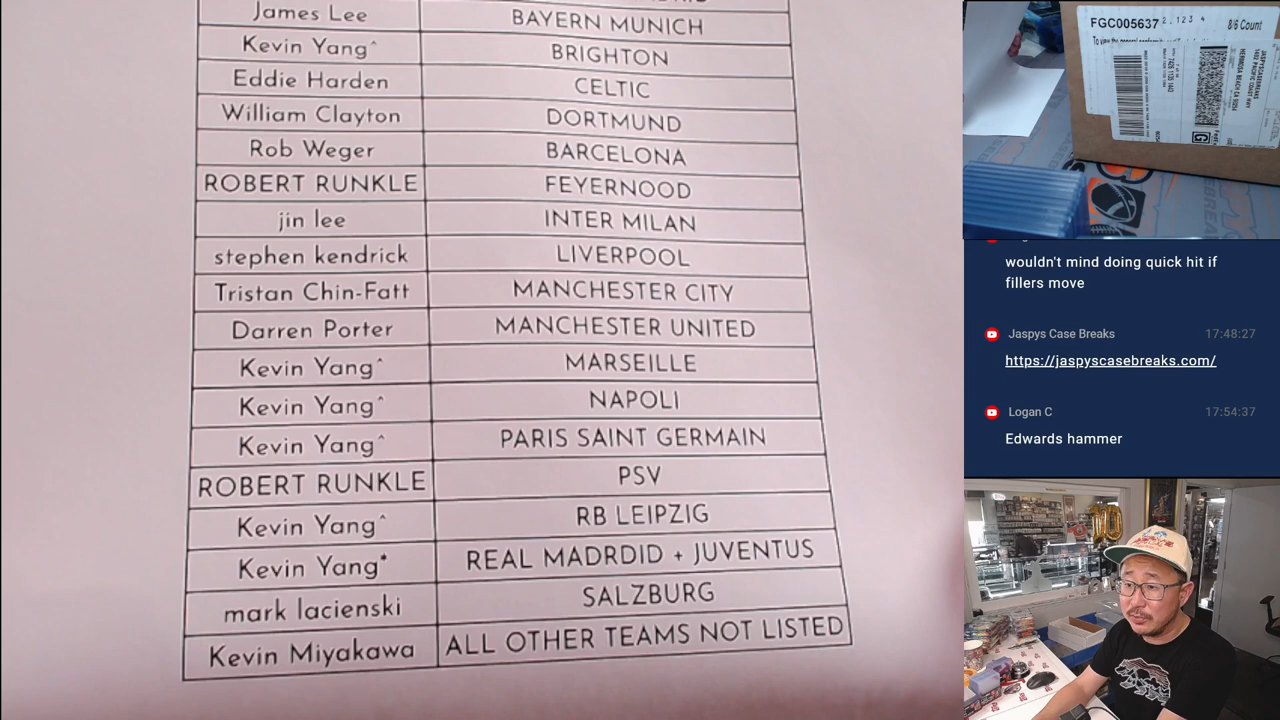 James Lee BAYERN MUNICH
Kevin Yang^ BRIGHTON
Eddie Harden CELTIC
William Clayton DORTMUND
Rob Weger BARCELONA
ROBERT RUNKLE FEYERNOOD
jin lee INTER MILAN
stephen kendrick LIVERPOOL
Tristan Chin-Fatt MANCHESTER CITY
Darren Porter MANCHESTER UNITED
Kevin Yang^ MARSEILLE
Kevin Yang^ NAPOLI
Kevin Yang^ PARIS SAINT GERMAIN
ROBERT RUNKLE PSV
Kevin Yang^ RB LEIPZIG
Kevin Yang* REAL MADRDID + JUVENTUS
mark lacienski SALZBURG
Kevin Miyakawa ALL OTHER TEAMS NOT LISTED
FGC005637 8/6 Count
wouldn't mind doing quick hit if
fillers move
Jaspys Case Breaks 17:48:27
https://jaspyscasebreaks.com/
Logan C 17:54:37
Edwards hammer
10